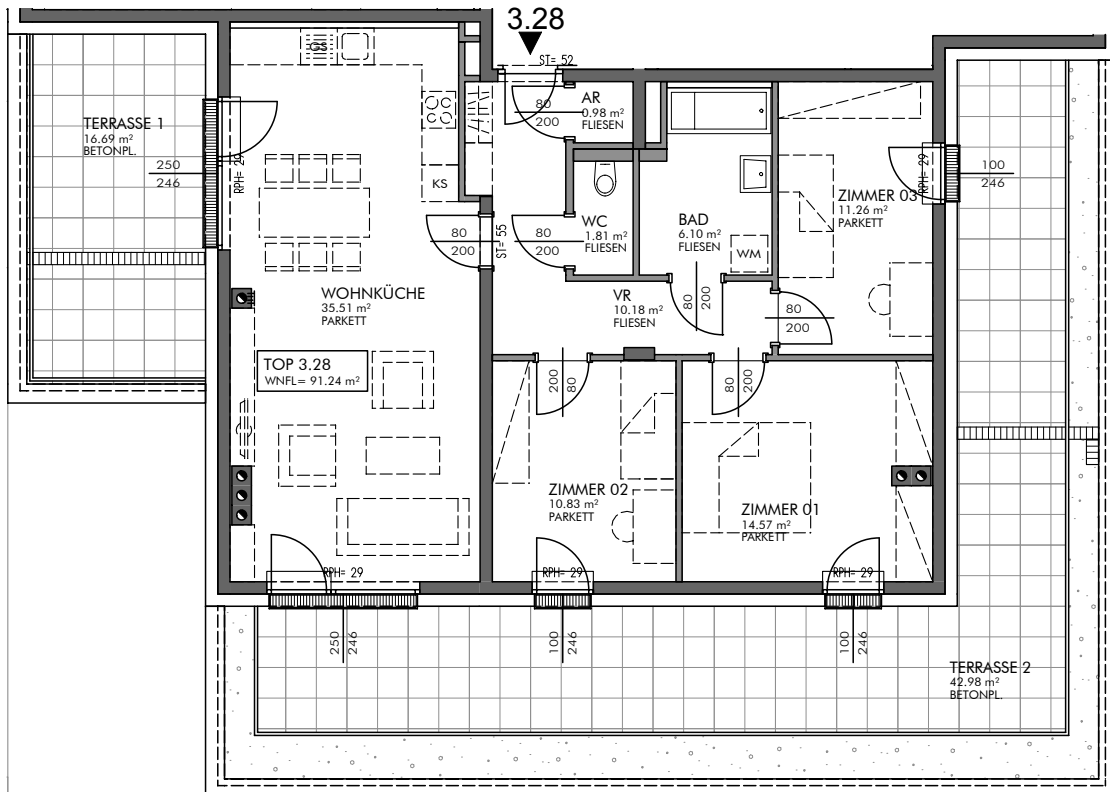 3.28
ST= 52
GS
AR
0.98 m²
FLIESEN
80
200
TERRASSE 1
16.69 m²
BETONPL.
250
246
RPH= 29
KS
100
246
RPH= 29
ZIMMER 03
11.26 m²
PARKETT
WC
1.81 m²
FLIESEN
80
200
BAD
6.10 m²
FLIESEN
WM
80
200
ST= 55
WOHNKÜCHE
35.51 m²
PARKETT
VR
10.18 m²
FLIESEN
80
200
80
200
TOP 3.28
WNFL= 91.24 m²
200
80
80
200
ZIMMER 02
10.83 m²
PARKETT
ZIMMER 01
14.57 m²
PARKETT
RPH= 29
RPH= 29
RPH= 29
250
246
100
246
100
246
TERRASSE 2
42.98 m²
BETONPL.